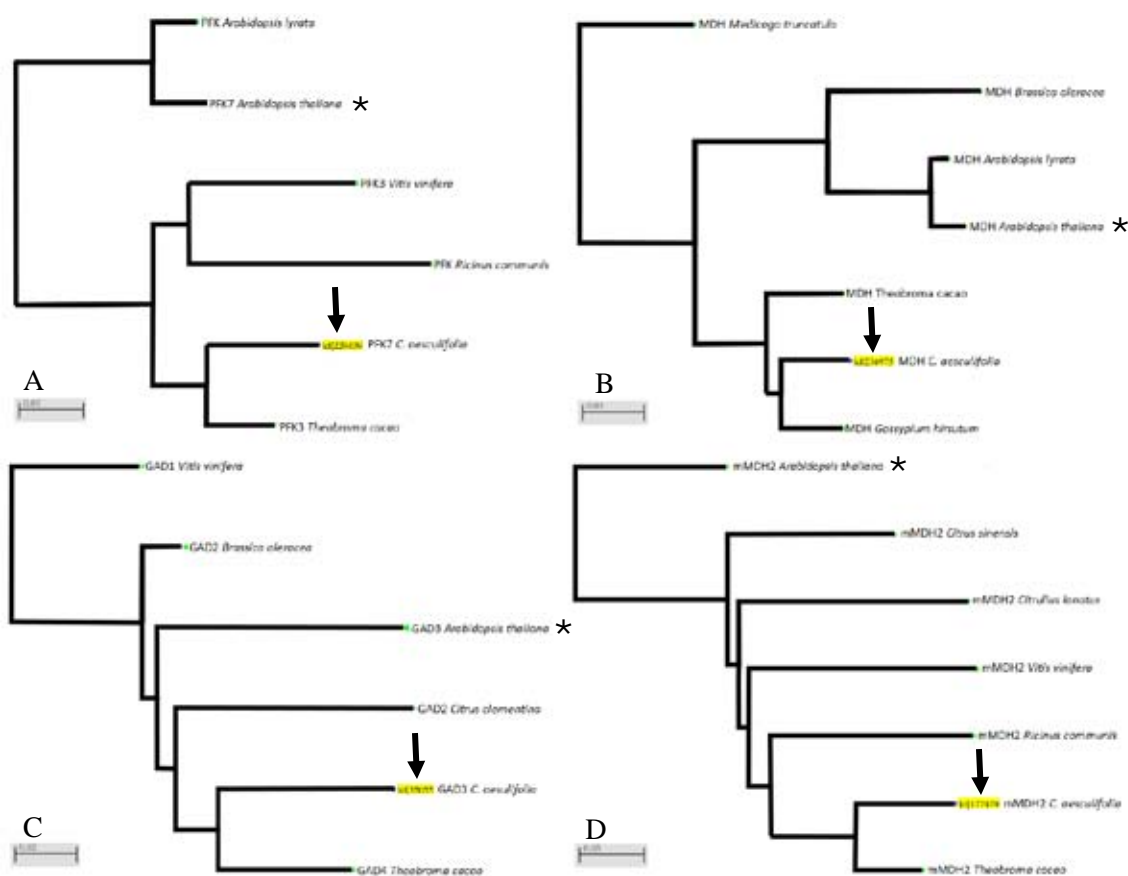 PFK Arabidopsis lyrata
PFK7 Arabidopsis thaliana *
PFK3 Vitis vinifera
PFK Ricinus communis
PFK7 C. aesculifolia
PFK3 Theobroma cacao
A
MDH Medicago truncatula
MDH Brassica oleracea
MDH Arabidopsis lyrata
MDH Arabidopsis thaliana *
MDH Theobroma cacao
MDH C. aesculifolia
MDH Gossypium hirsutum
B
GAD1 Vitis vinifera
GAD2 Brassica oleracea
GAD3 Arabidopsis thaliana *
GAD2 Citrus clementina
GAD3 C. aesculifolia
GAD4 Theobroma cacao
C
mMDH2 Arabidopsis thaliana *
mMDH2 Citrus sinensis
mMDH2 Citrullus lanatus
mMDH2 Vitis vinifera
mMDH2 Ricinus communis
mMDH2 C. aesculifolia
mMDH2 Theobroma cacao
D